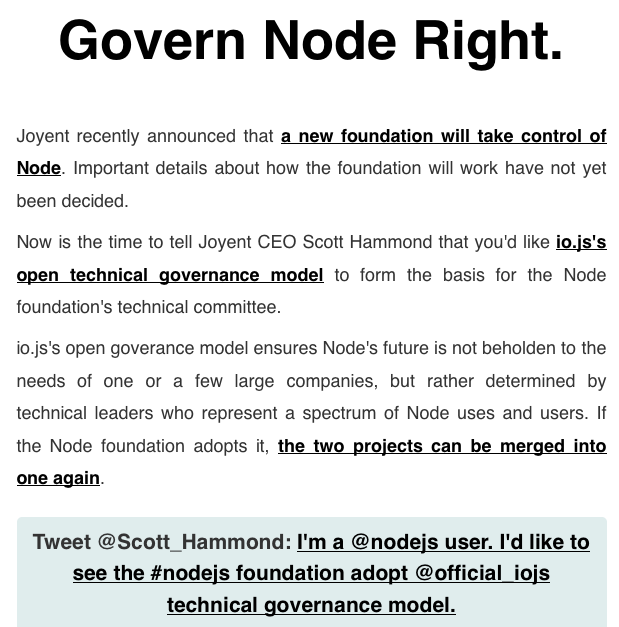 Govern Node Right.
Joyent recently announced that a new foundation will take control of
Node. Important details about how the foundation will work have not yet
been decided.
Now is the time to tell Joyent CEO Scott Hammond that you'd like io.js's
open technical governance model to form the basis for the Node
foundation's technical committee.
io.js's open goverance model ensures Node's future is not beholden to the
needs of one or a few large companies, but rather determined by
technical leaders who represent a spectrum of Node uses and users. If
the Node foundation adopts it, the two projects can be merged into
one again.
Tweet @Scott_Hammond: I'm a @nodejs user. I'd like to
see the #nodejs foundation adopt @official_iojs
technical governance model.